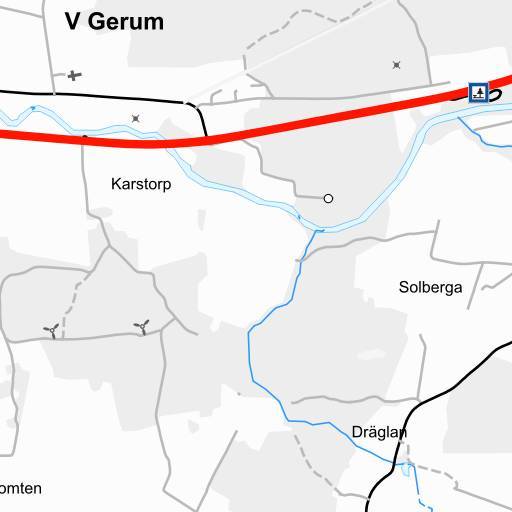 V Gerum
Karstorp
Solberga
Dräglan
omten